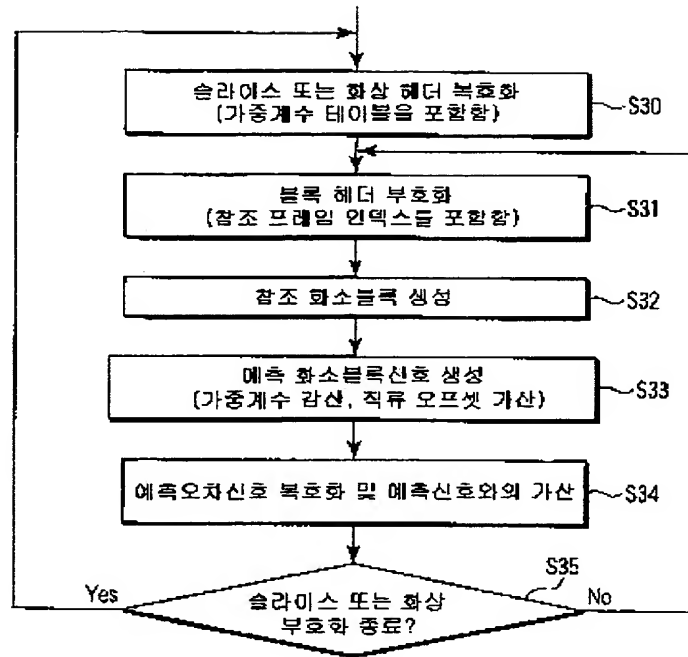 슬라이스 또는 화상 헤더 복호화
(가중계수 테이블을 포함함)
S30
블록 헤더 부호화
(참조 프레임 인덱스를 포함함)
S31
참조 화소블록 생성
S32
예측 화소블록신호 생성
(가중계수 감산, 직류 오프셋 가산)
S33
예측오차신호 복호화 및 예측신호와의 가산
S34
S35
Yes
슬라이스 또는 화상
부호화 종료?
No